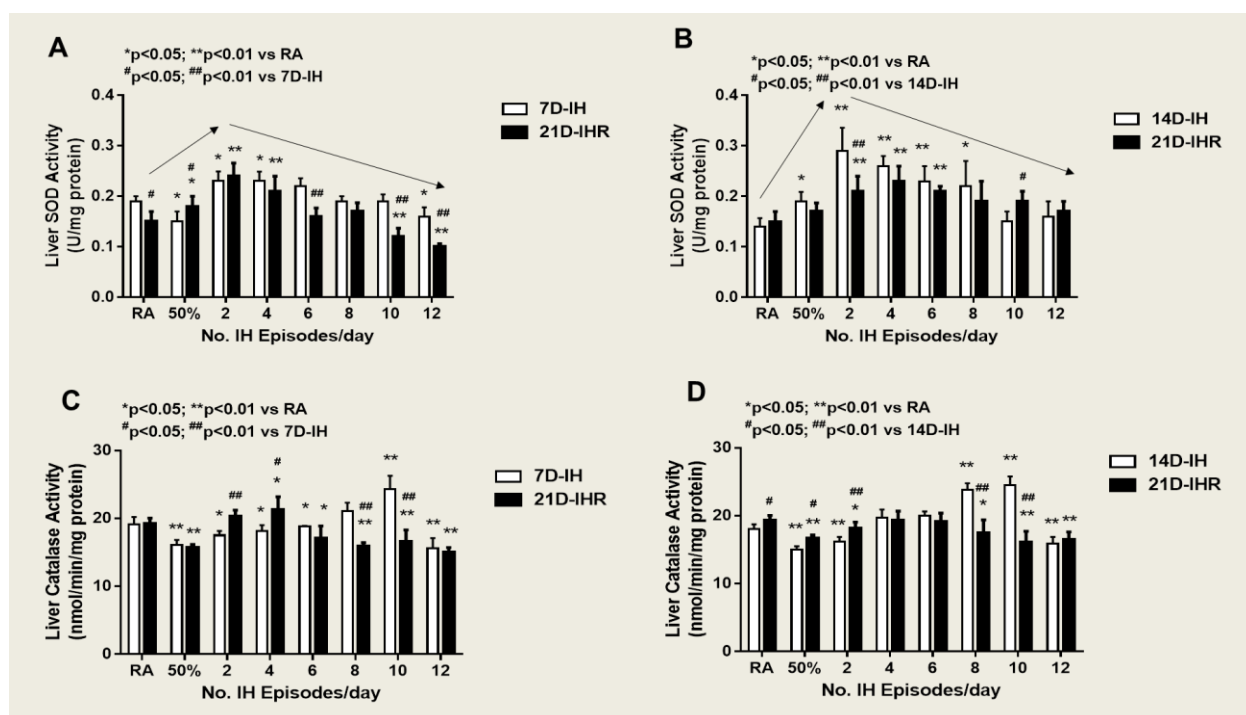 A
*p<0.05; **p<0.01 vs RA
#p<0.05; ##p<0.01 vs 7D-IH
Liver SOD Activity
(U/mg protein)
0.4
0.3
0.2
0.1
0.0
# * # * * ** * ** ## ## ** * ## **
RA 50% 2 4 6 8 10 12
No. IH Episodes/day
7D-IH
21D-IHR
B
*p<0.05; **p<0.01 vs RA
#p<0.05; ##p<0.01 vs 14D-IH
Liver SOD Activity
(U/mg protein)
0.4
0.3
0.2
0.1
0.0
* ** ## ** ** ** ** ** * #
RA 50% 2 4 6 8 10 12
No. IH Episodes/day
14D-IH
21D-IHR
C
*p<0.05; **p<0.01 vs RA
#p<0.05; ##p<0.01 vs 7D-IH
Liver Catalase Activity
(nmol/min/mg protein)
30
20
10
0
** ** * ## * # * * * ## ** ** ## ** ** **
RA 50% 2 4 6 8 10 12
No. IH Episodes/day
7D-IH
21D-IHR
D
*p<0.05; **p<0.01 vs RA
#p<0.05; ##p<0.01 vs 14D-IH
Liver Catalase Activity
(nmol/min/mg protein)
30
20
10
0
# ** # ** ** ## * ** ## * ** ## ** ** **
RA 50% 2 4 6 8 10 12
No. IH Episodes/day
14D-IH
21D-IHR